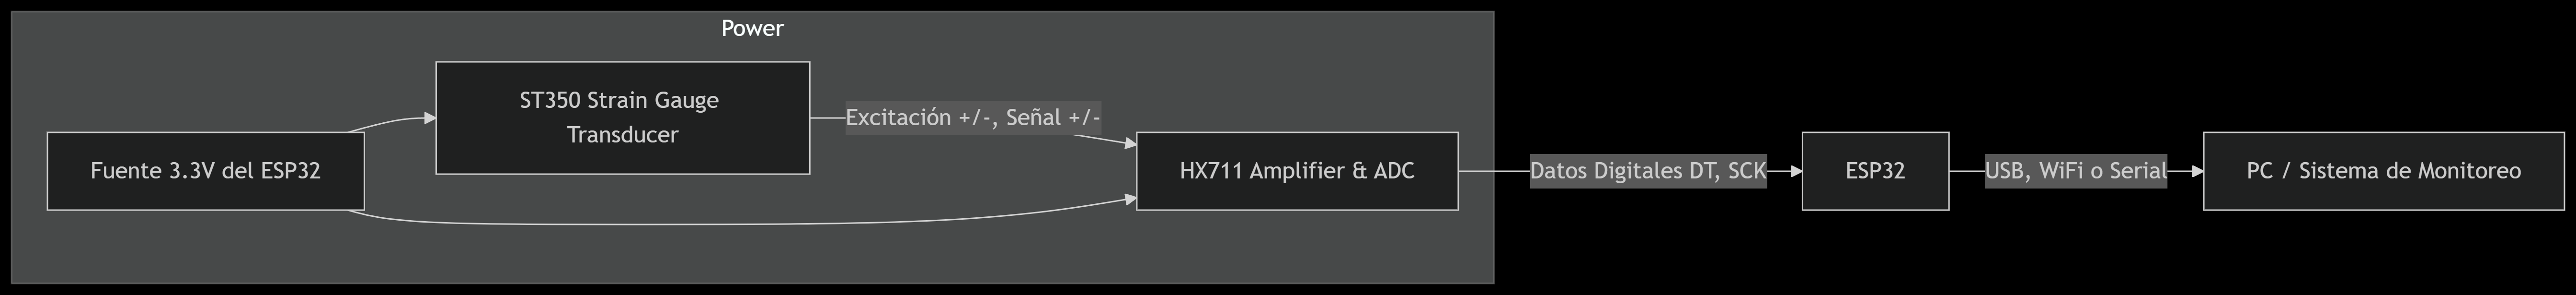 Power
ST350 Strain Gauge
Transducer
Excitación +/-, Señal +/-
Fuente 3.3V del ESP32
HX711 Amplifier & ADC
Datos Digitales DT, SCK
ESP32
USB, WiFi o Serial
PC / Sistema de Monitoreo